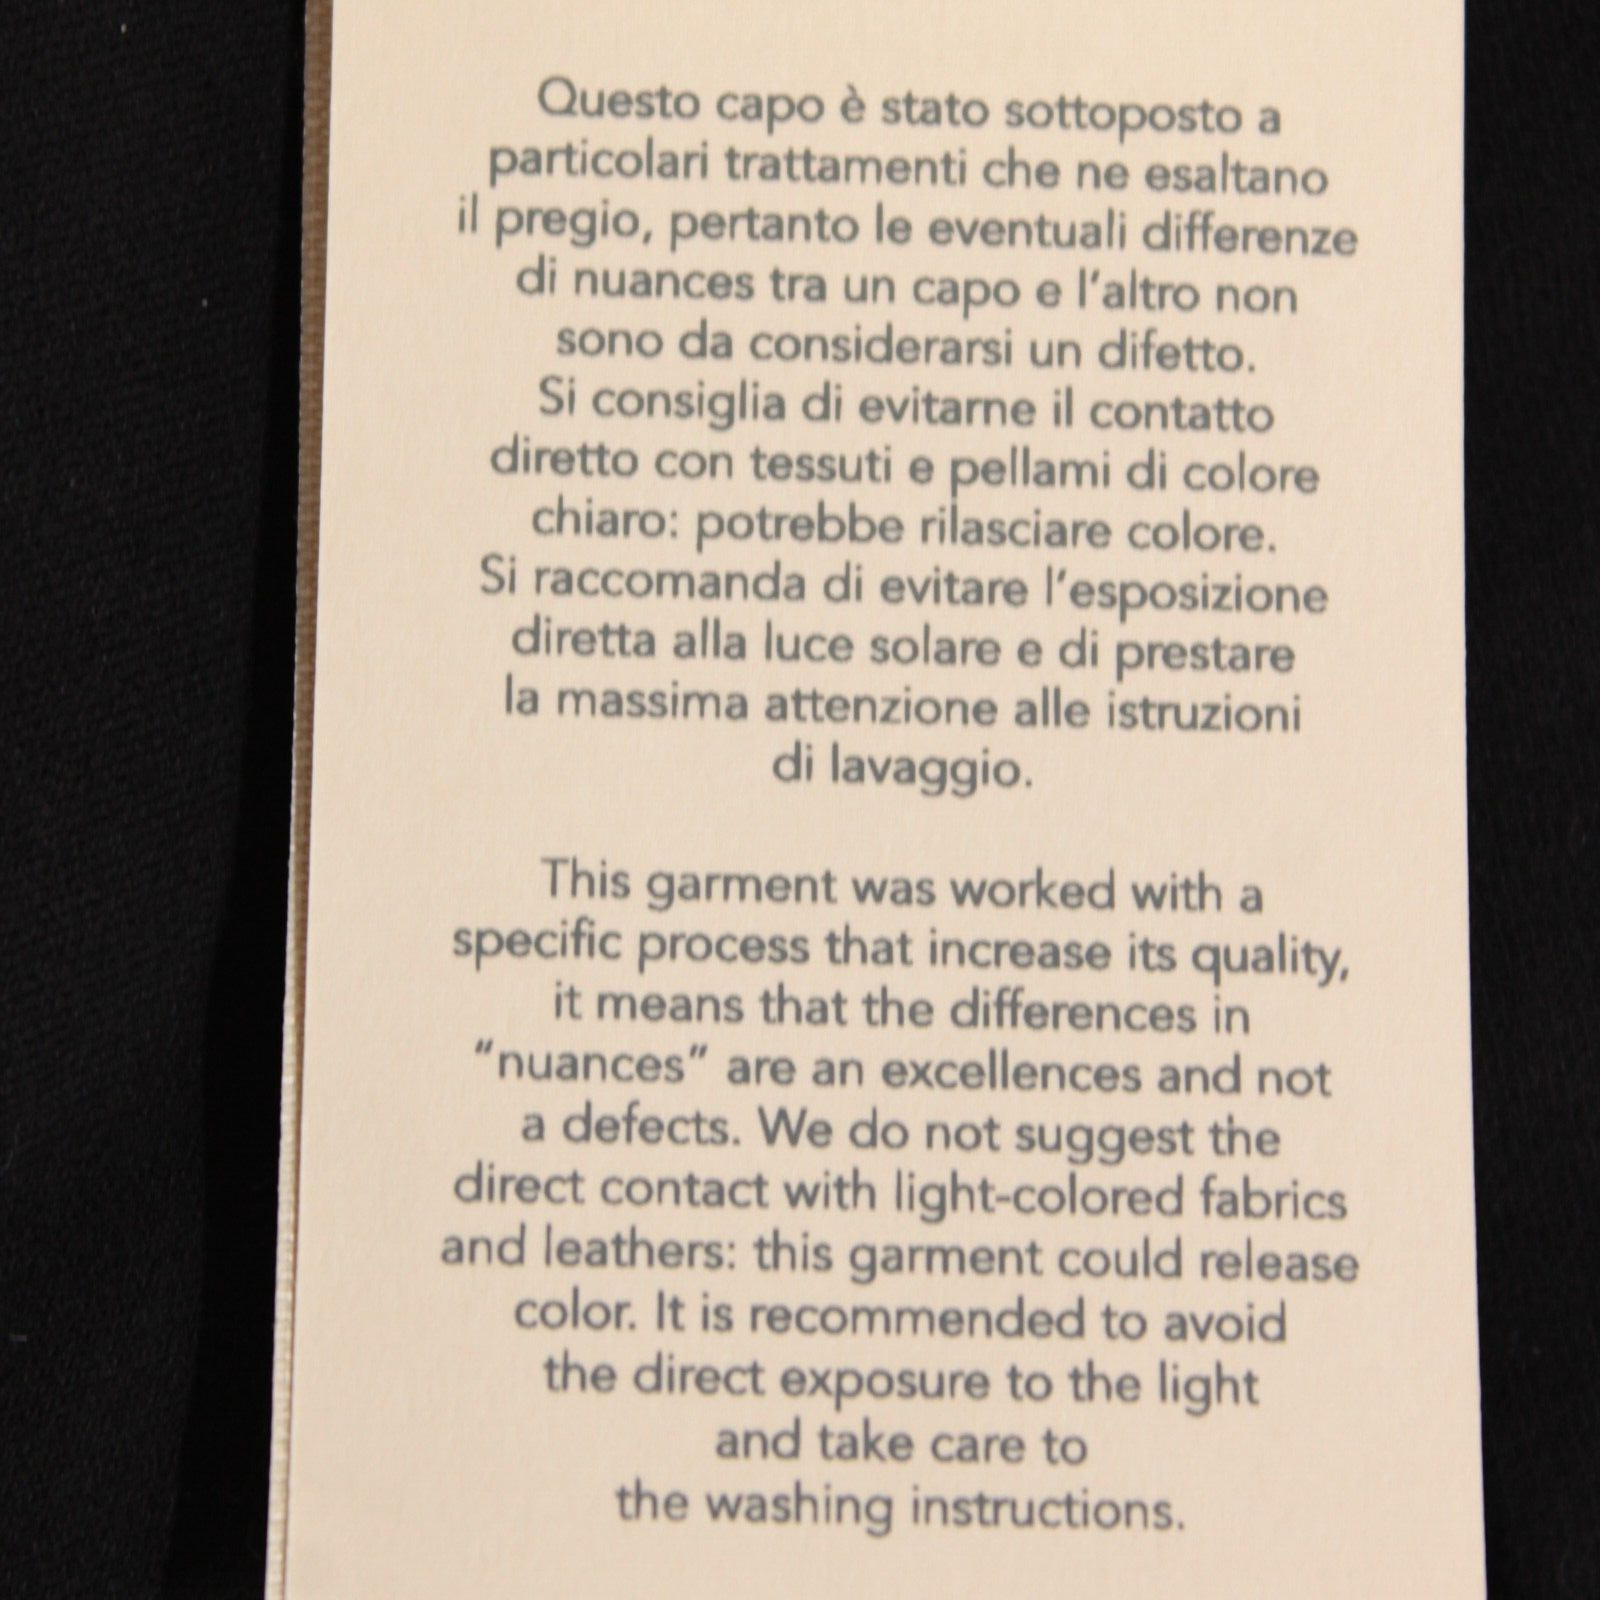 Questo capo è stato sottoposto a
particolari trattamenti che ne esaltano
il pregio, pertanto le eventuali differenze
di nuances tra un capo e l'altro non
sono da considerarsi un difetto.
Si consiglia di evitarne il contatto
diretto con tessuti e pellami di colore
chiaro: potrebbe rilasciare colore.
Si raccomanda di evitare l'esposizione
diretta alla luce solare e di prestare
la massima attenzione alle istruzioni
di lavaggio.
This garment was worked with a
specific process that increase its quality,
it means that the differences in
“nuances” are an excellences and not
a defects. We do not suggest the
direct contact with light-colored fabrics
and leathers: this garment could release
color. It is recommended to avoid
the direct exposure to the light
and take care to
the washing instructions.